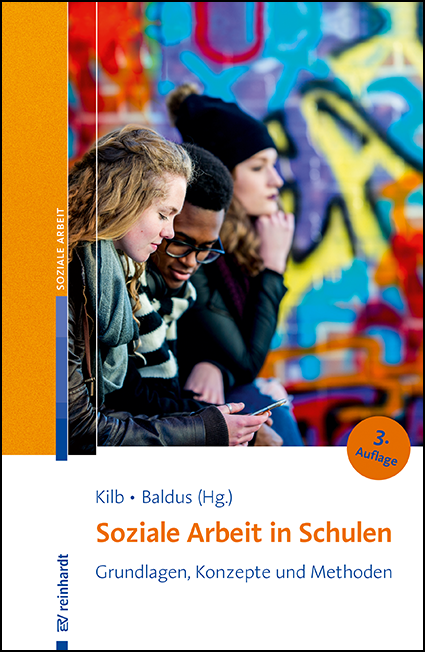 SOZIALE ARBEIT
3.
Auflage
Kilb • Baldus (Hg.)
Soziale Arbeit in Schulen
Grundlagen, Konzepte und Methoden
reinhardt